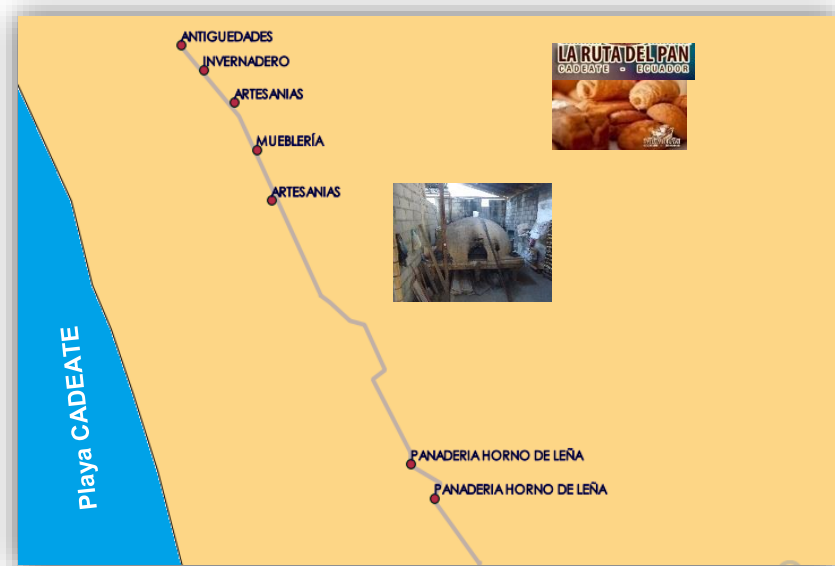 ANTIGUEDADES
INVERNADERO
ARTESANIAS
MUEBLERÍA
ARTESANIAS
LA RUTA DEL PAN
CADEATE - ECUADOR
PANADERIA HORNO DE LEÑA
PANADERIA HORNO DE LEÑA
Playa CADEATE